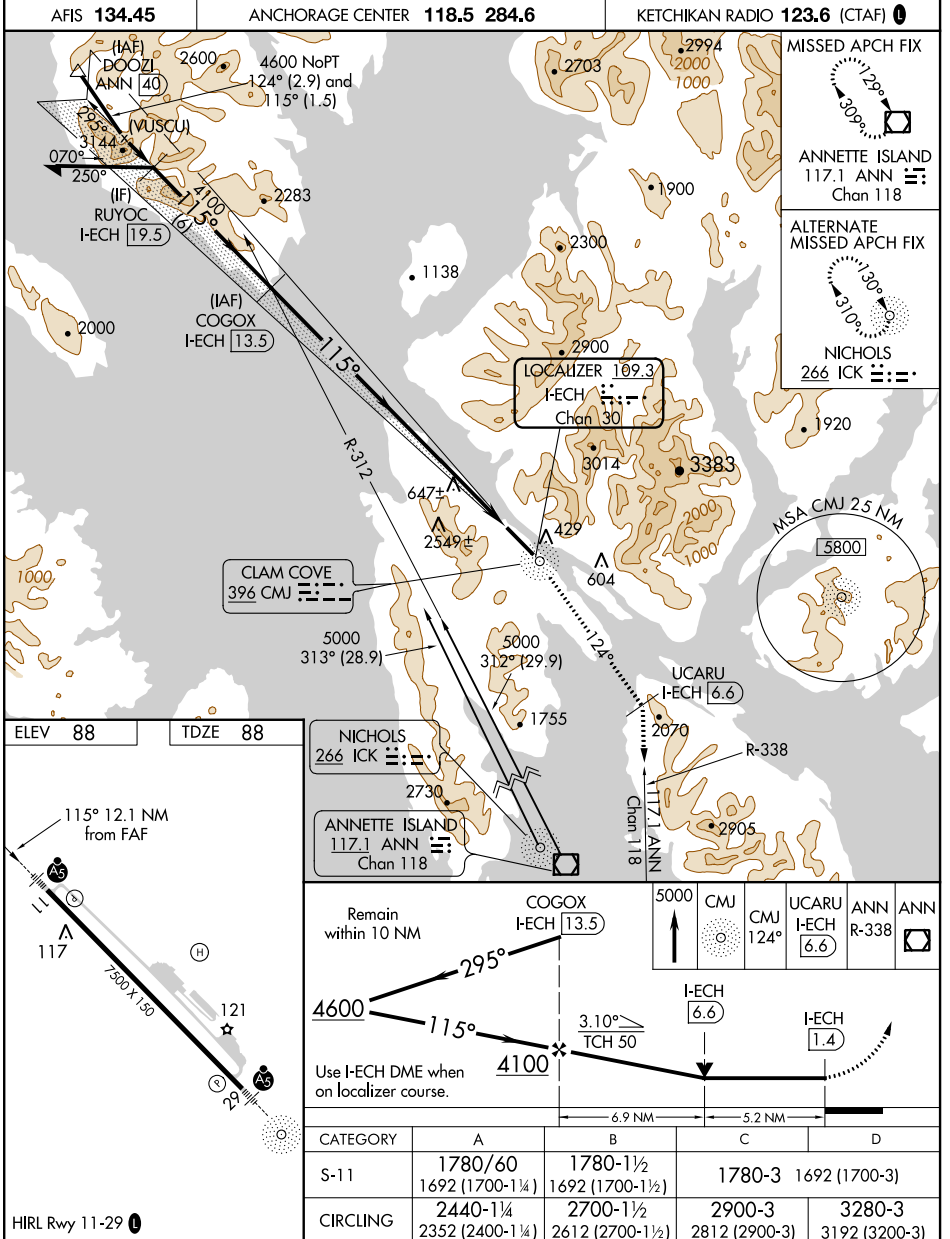 AFIS 134.45
ANCHORAGE CENTER 118.5 284.6
KETCHIKAN RADIO 123.6 (CTAF) L
(IAF)
DOOZI
ANN 40
2600
4600 NoPT
124° (2.9) and
115° (1.5)
295°
(VUSCU)
3144
070°
250°
(IF)
RUYOC
I-ECH 19.5
115°
(6)
4100
2283
2703
2994
2000
1000
1900
2300
1138
(IAF)
COGOX
I-ECH 13.5
115°
2000
2900
LOCALIZER 109.3
I-ECH
Chan 30
R-312
3014
3383
1920
2000
1000
647±
2549±
429
604
MISSED APCH FIX
129°
309°
ANNETTE ISLAND
117.1 ANN
Chan 118
ALTERNATE
MISSED APCH FIX
130°
310°
NICHOLS
266 ICK
MSA CMJ 25 NM
5800
1000
CLAM COVE
396 CMJ
5000
313° (28.9)
5000
312° (29.9)
124°
UCARU
I-ECH 6.6
1755
2070
R-338
NICHOLS
266 ICK
2730
ANNETTE ISLAND
117.1 ANN
Chan 118
117.1 ANN
Chan 118
2905
ELEV 88
TDZE 88
115° 12.1 NM
from FAF
A5
P
11
117
H
7500 X 150
121
P
29
A5
HIRL Rwy 11-29 L
Remain
within 10 NM
COGOX
I-ECH 13.5
5000
CMJ
CMJ
124°
UCARU
I-ECH
6.6
ANN
R-338
ANN
295°
4600
115°
4100
3.10°
TCH 50
I-ECH
6.6
I-ECH
1.4
Use I-ECH DME when
on localizer course.
6.9 NM
5.2 NM
CATEGORY A B C D
S-11 1780/60 1692 (1700-1¼) 1780-1½ 1692 (1700-1½) 1780-3 1692 (1700-3)
CIRCLING 2440-1¼ 2352 (2400-1¼) 2700-1½ 2612 (2700-1½) 2900-3 2812 (2900-3) 3280-3 3192 (3200-3)